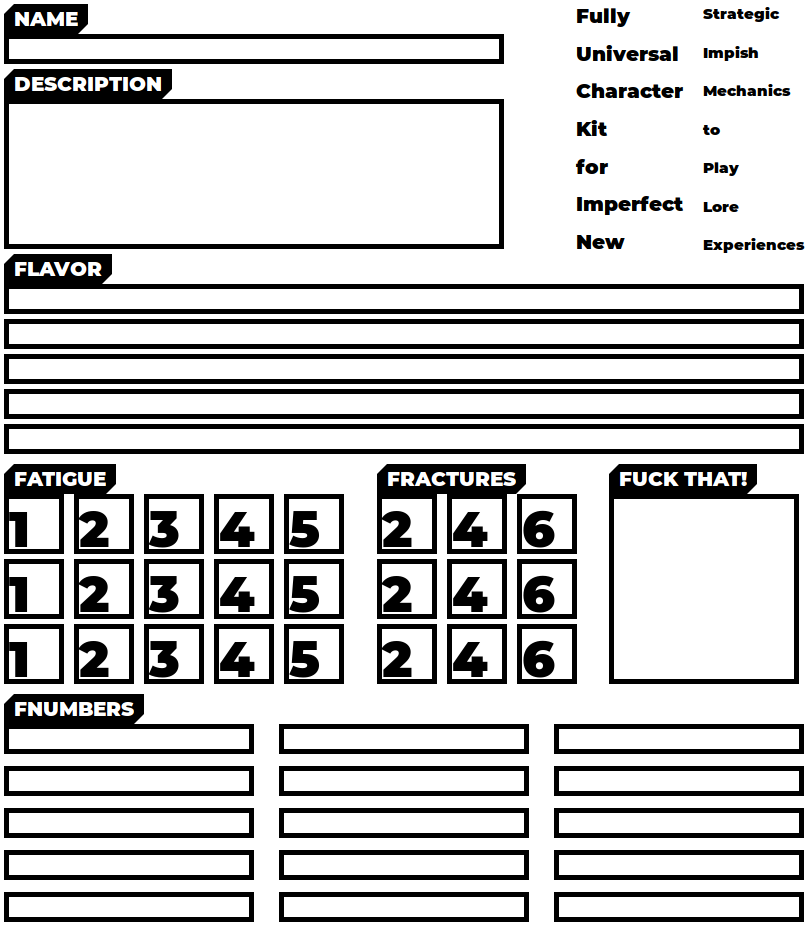 NAME
Fully
Universal
Character
Kit
for
Imperfect
New
Strategic
Impish
Mechanics
to
Play
Lore
Experiences
DESCRIPTION
FLAVOR
FATIGUE
1 2 3 4 5
1 2 3 4 5
1 2 3 4 5
FRACTURES
2 4 6
2 4 6
2 4 6
FUCK THAT!
FNUMBERS